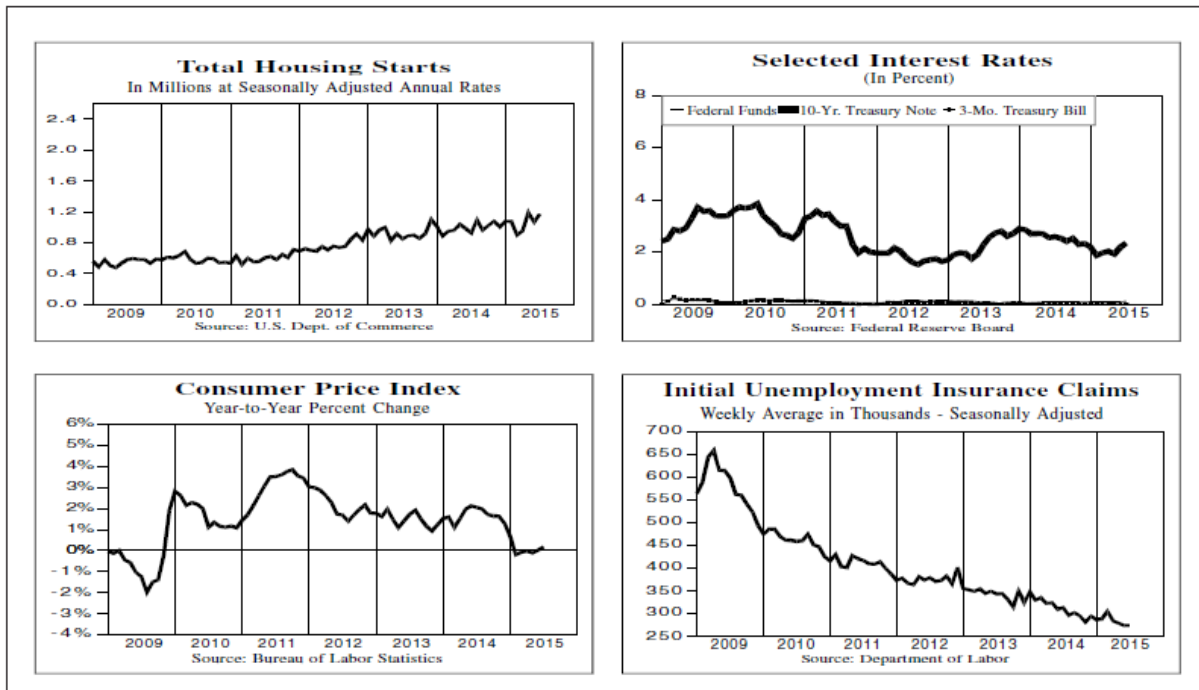 Total Housing Starts
In Millions at Seasonally Adjusted Annual Rates
2.4
2.0
1.6
1.2
0.8
0.4
0.0
2009 2010 2011 2012 2013 2014 2015
Source: U.S. Dept. of Commerce
Selected Interest Rates
(In Percent)
8
Federal Funds 10-Yr. Treasury Note 3-Mo. Treasury Bill
6
4
2
0
2009 2010 2011 2012 2013 2014 2015
Source: Federal Reserve Board
Consumer Price Index
Year-to-Year Percent Change
6%
5%
4%
3%
2%
1%
0%
-1%
-2%
-3%
-4%
2009 2010 2011 2012 2013 2014 2015
Source: Bureau of Labor Statistics
Initial Unemployment Insurance Claims
Weekly Average in Thousands - Seasonally Adjusted
700
650
600
550
500
450
400
350
300
250
2009 2010 2011 2012 2013 2014 2015
Source: Department of Labor